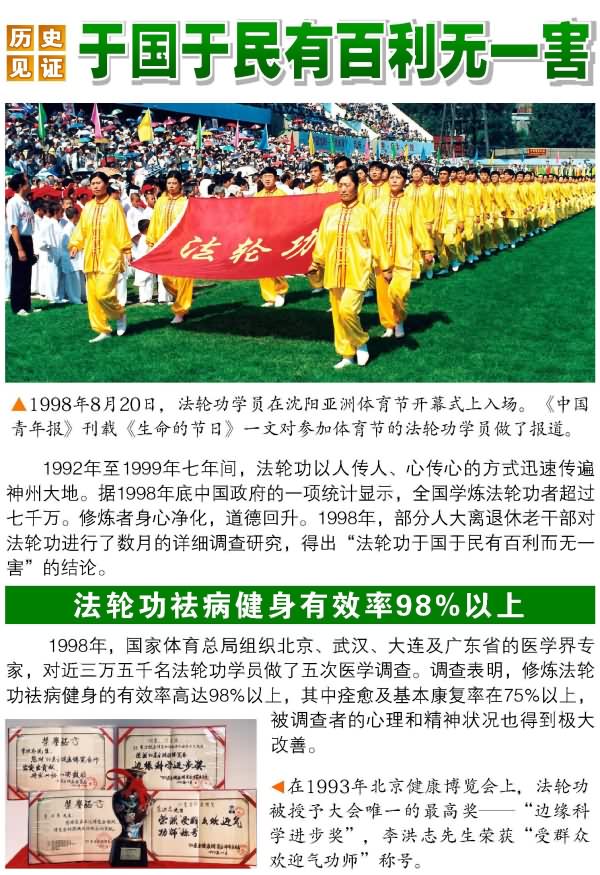 历史
见证
于国于民有百利无一害
法轮功
▲1998年8月20日，法轮功学员在沈阳亚洲体育节开幕式上入场。《中国
青年报》刊载《生命的节日》一文对参加体育节的法轮功学员做了报道。
1992年至1999年七年间，法轮功以人传人、心传心的方式迅速传遍
神州大地。据1998年底中国政府的一项统计显示，全国学炼法轮功者超过
七千万。修炼者身心净化，道德回升。1998年，部分人大离退休老干部对
法轮功进行了数月的详细调查研究，得出“法轮功于国于民有百利而无一
害”的结论。
法轮功祛病健身有效率98%以上
1998年，国家体育总局组织北京、武汉、大连及广东省的医学界专
家，对近三万五千名法轮功学员做了五次医学调查。调查表明，修炼法轮
功祛病健身的有效率高达98%以上，其中痊愈及基本康复率在75%以上，
被调查者的心理和精神状况也得到极大
改善。
◀在1993年北京健康博览会上，法轮功
被授予大会唯一的最高奖——“边缘科
学进步奖”，李洪志先生荣获“受群众
欢迎气功师”称号。
荣誉证书
边缘科学进步奖
荣誉证书